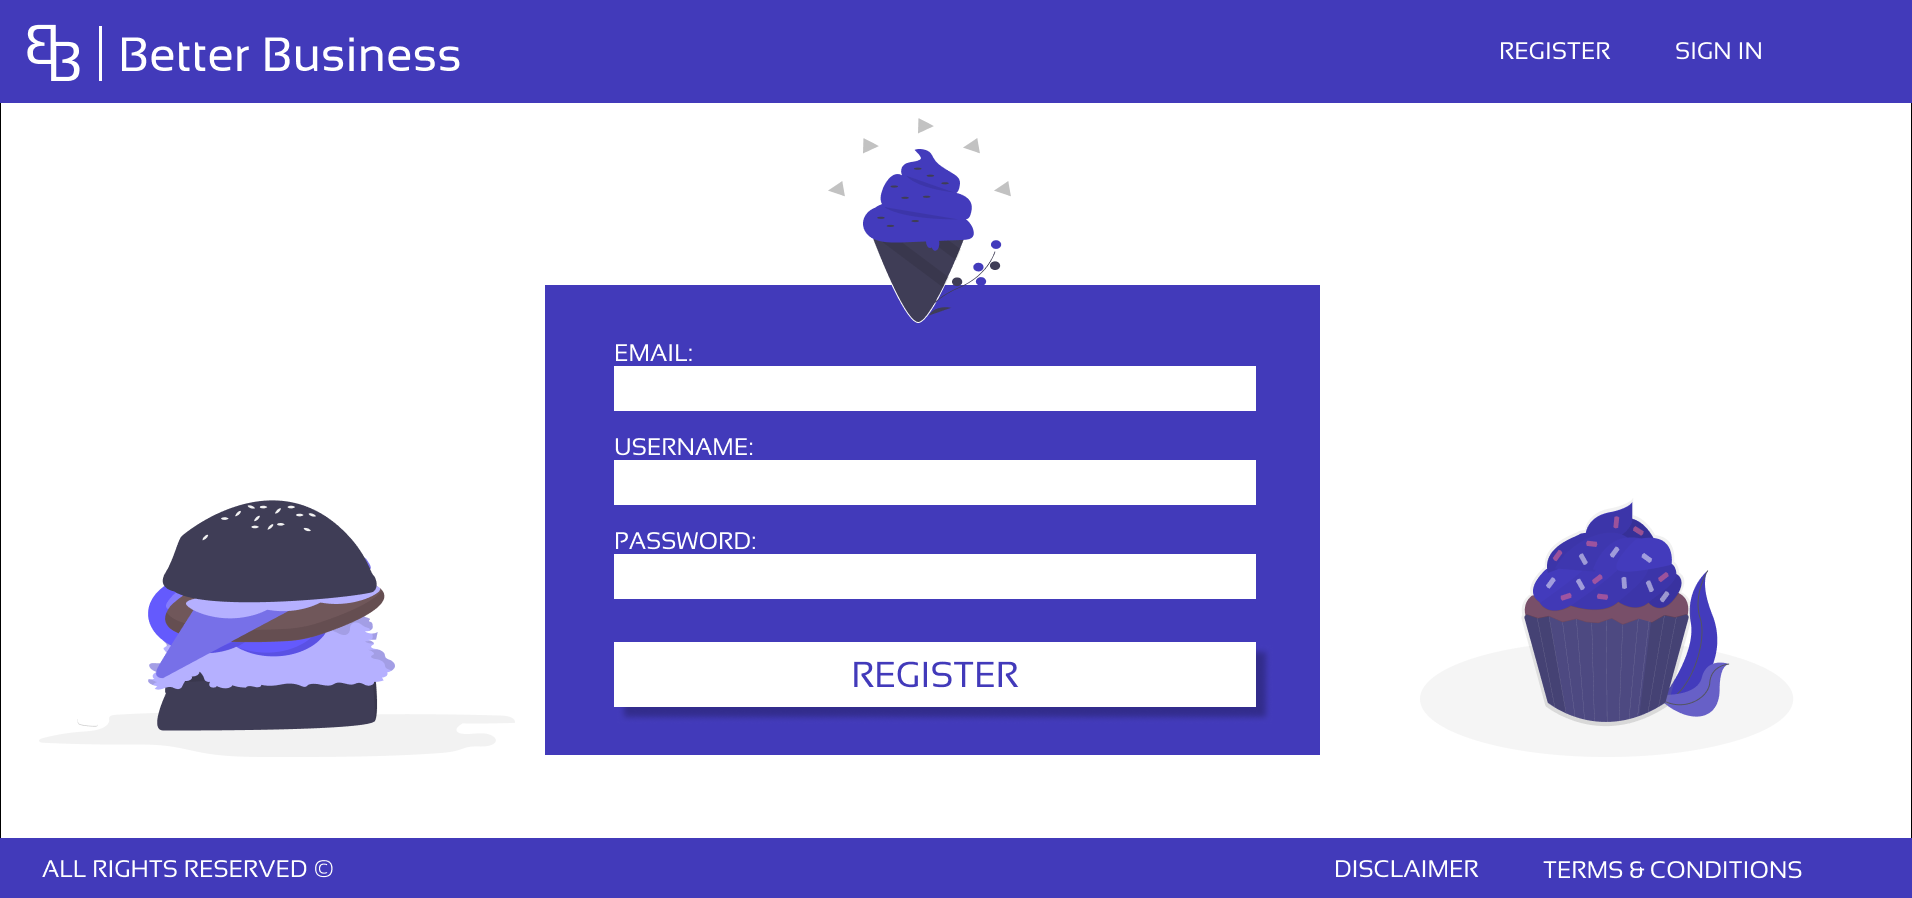 BB | Better Business
REGISTER
SIGN IN
EMAIL:
USERNAME:
PASSWORD:
REGISTER
ALL RIGHTS RESERVED ©
DISCLAIMER
TERMS & CONDITIONS